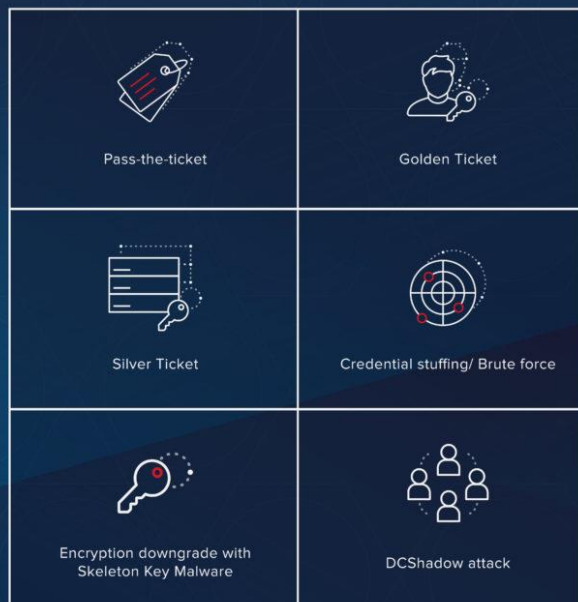 Pass-the-ticket
Golden Ticket
Silver Ticket
Credential stuffing/ Brute force
Encryption downgrade with
Skeleton Key Malware
DCShadow attack